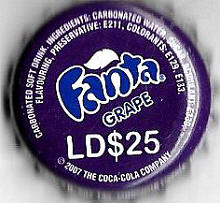 CARBONATED SOFT DRINK. INGREDIENTS: CARBONATED WATER,
FLAVOURING, PRESERVATIVE: E211, COLORANTS: E129, E133.
Fanta
GRAPE
LD$25
© 2007 THE COCA-COLA COMPANY